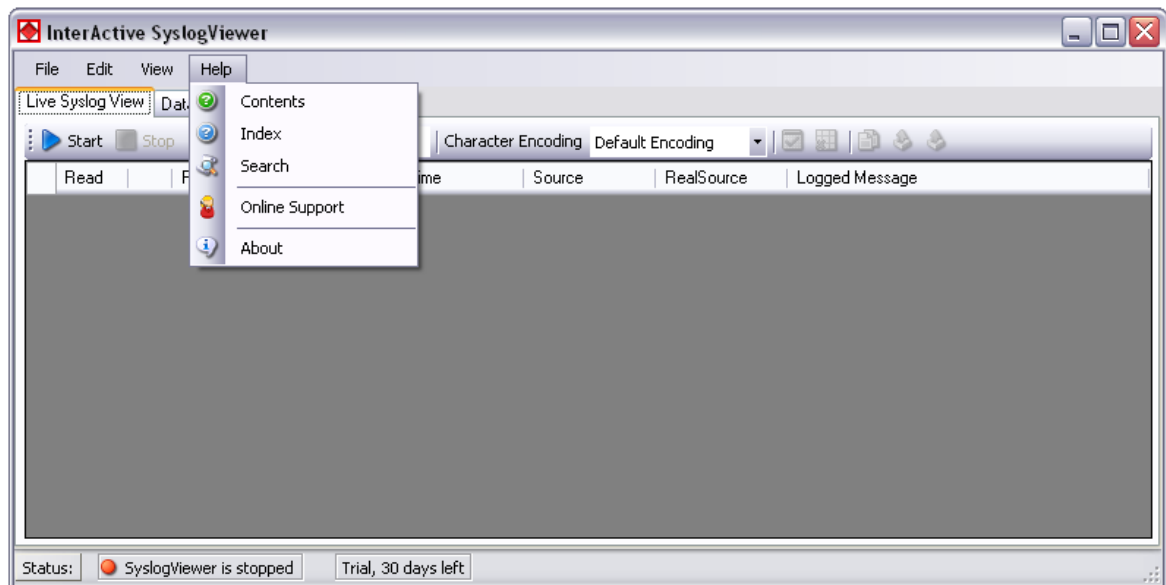 InterActive SyslogViewer
File Edit View Help
Live Syslog View
Contents
Start Stop Character Encoding Default Encoding
Index
Read Source RealSource Logged Message
Search
Online Support
About
Status: SyslogViewer is stopped Trial, 30 days left